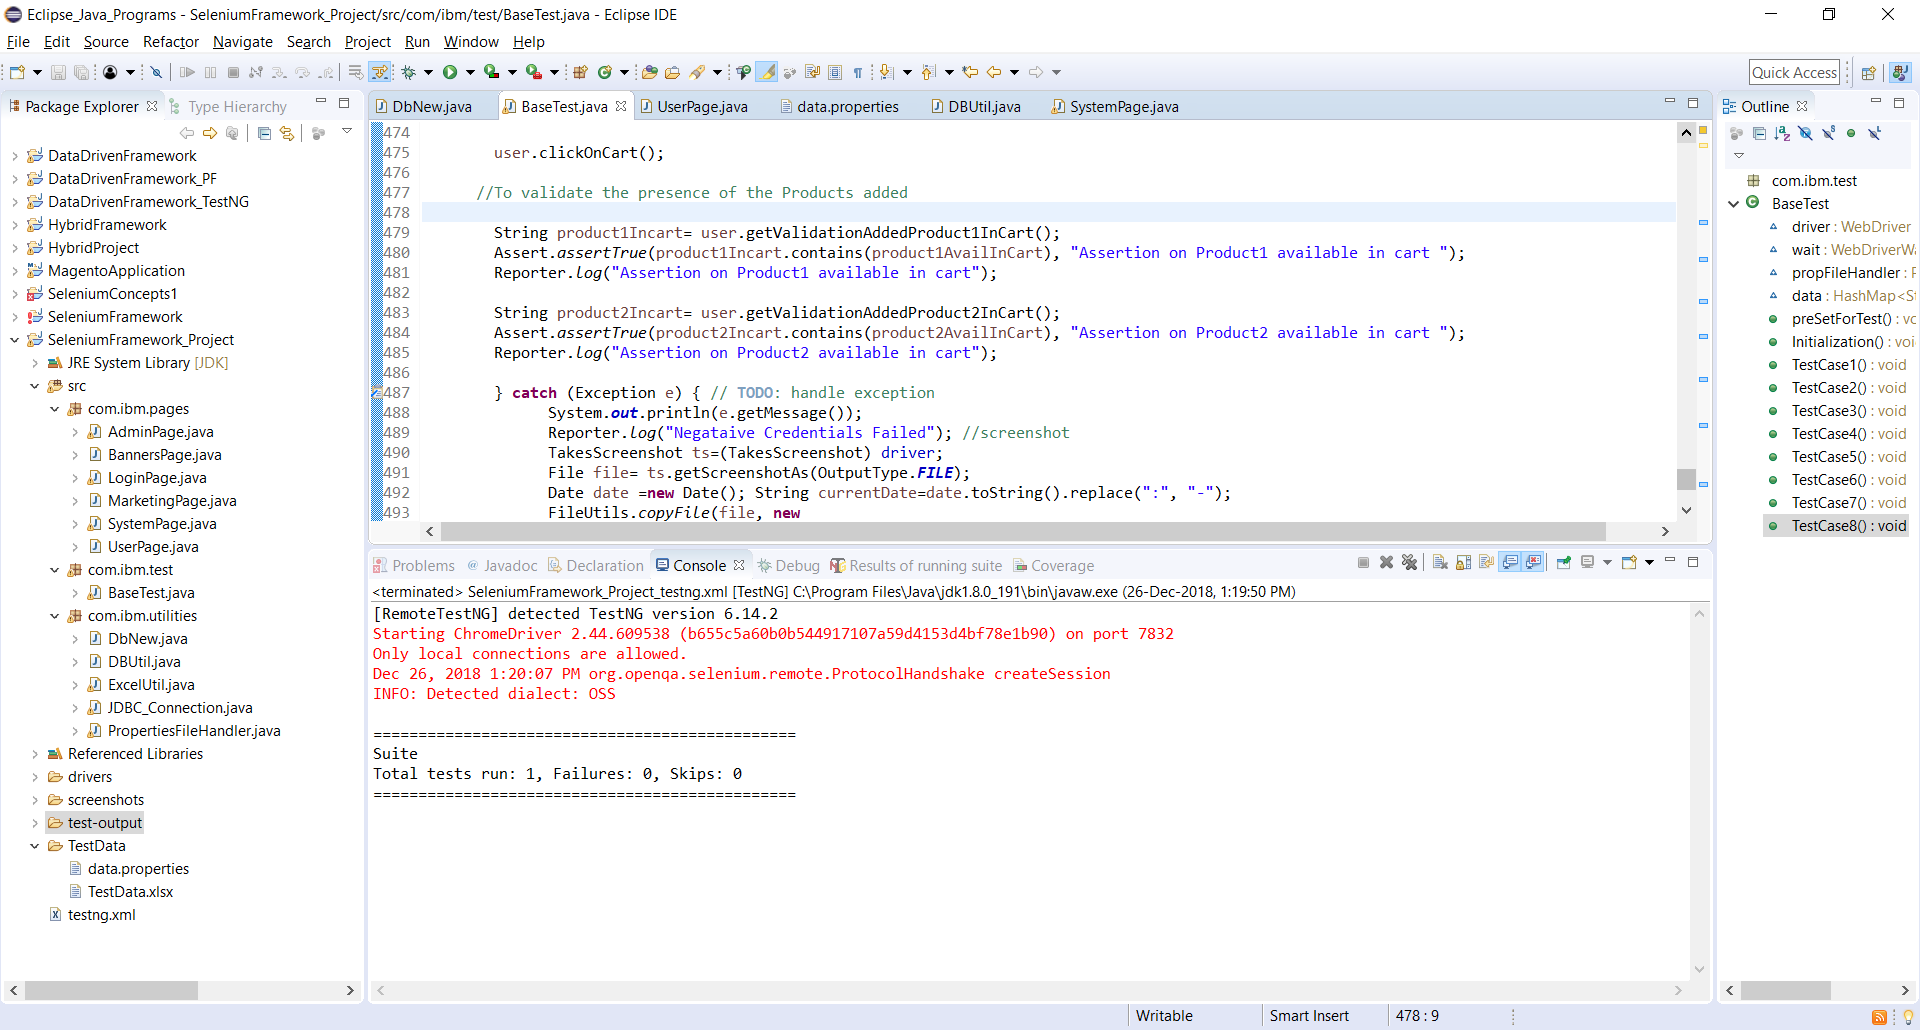 Eclipse_Java_Programs - SeleniumFramework_Project/src/com/ibm/test/BaseTest.java - Eclipse IDE
File Edit Source Refactor Navigate Search Project Run Window Help
Quick Access
Package Explorer Type Hierarchy
DataDrivenFramework
DataDrivenFramework_PF
DataDrivenFramework_TestNG
HybridFramework
HybridProject
MagentoApplication
SeleniumConcepts1
SeleniumFramework
SeleniumFramework_Project
JRE System Library [JDK]
src
com.ibm.pages
AdminPage.java
BannersPage.java
LoginPage.java
MarketingPage.java
SystemPage.java
UserPage.java
com.ibm.test
BaseTest.java
com.ibm.utilities
DbNew.java
DBUtil.java
ExcelUtil.java
JDBC_Connection.java
PropertiesFileHandler.java
Referenced Libraries
drivers
screenshots
test-output
TestData
data.properties
TestData.xlsx
testng.xml
DbNew.java BaseTest.java UserPage.java data.properties DBUtil.java SystemPage.java
474
475 user.clickOnCart();
476
477 //To validate the presence of the Products added
478
479 String product1Incart= user.getValidationAddedProduct1InCart();
480 Assert.assertTrue(product1Incart.contains(product1AvailInCart), "Assertion on Product1 available in cart ");
481 Reporter.log("Assertion on Product1 available in cart");
482
483 String product2Incart= user.getValidationAddedProduct2InCart();
484 Assert.assertTrue(product2Incart.contains(product2AvailInCart), "Assertion on Product2 available in cart ");
485 Reporter.log("Assertion on Product2 available in cart");
486
487 } catch (Exception e) { // TODO: handle exception
488 System.out.println(e.getMessage());
489 Reporter.log("Negataive Credentials Failed"); //screenshot
490 TakesScreenshot ts=(TakesScreenshot) driver;
491 File file= ts.getScreenshotAs(OutputType.FILE);
492 Date date =new Date(); String currentDate=date.toString().replace(":", "-");
493 FileUtils.copyFile(file, new
Problems @ Javadoc Declaration Console Debug Results of running suite Coverage
<terminated> SeleniumFramework_Project_testng.xml [TestNG] C:\Program Files\Java\jdk1.8.0_191\bin\javaw.exe (26-Dec-2018, 1:19:50 PM)
[RemoteTestNG] detected TestNG version 6.14.2
Starting ChromeDriver 2.44.609538 (b655c5a60b0b544917107a59d4153d4bf78e1b90) on port 7832
Only local connections are allowed.
Dec 26, 2018 1:20:07 PM org.openqa.selenium.remote.ProtocolHandshake createSession
INFO: Detected dialect: OSS
===============================================
Suite
Total tests run: 1, Failures: 0, Skips: 0
===============================================
Outline
com.ibm.test
BaseTest
driver : WebDriver
wait : WebDriverWa
propFileHandler : P
data : HashMap<St
preSetForTest() : vo
Initialization() : voi
TestCase1() : void
TestCase2() : void
TestCase3() : void
TestCase4() : void
TestCase5() : void
TestCase6() : void
TestCase7() : void
TestCase8() : void
Writable Smart Insert 478 : 9